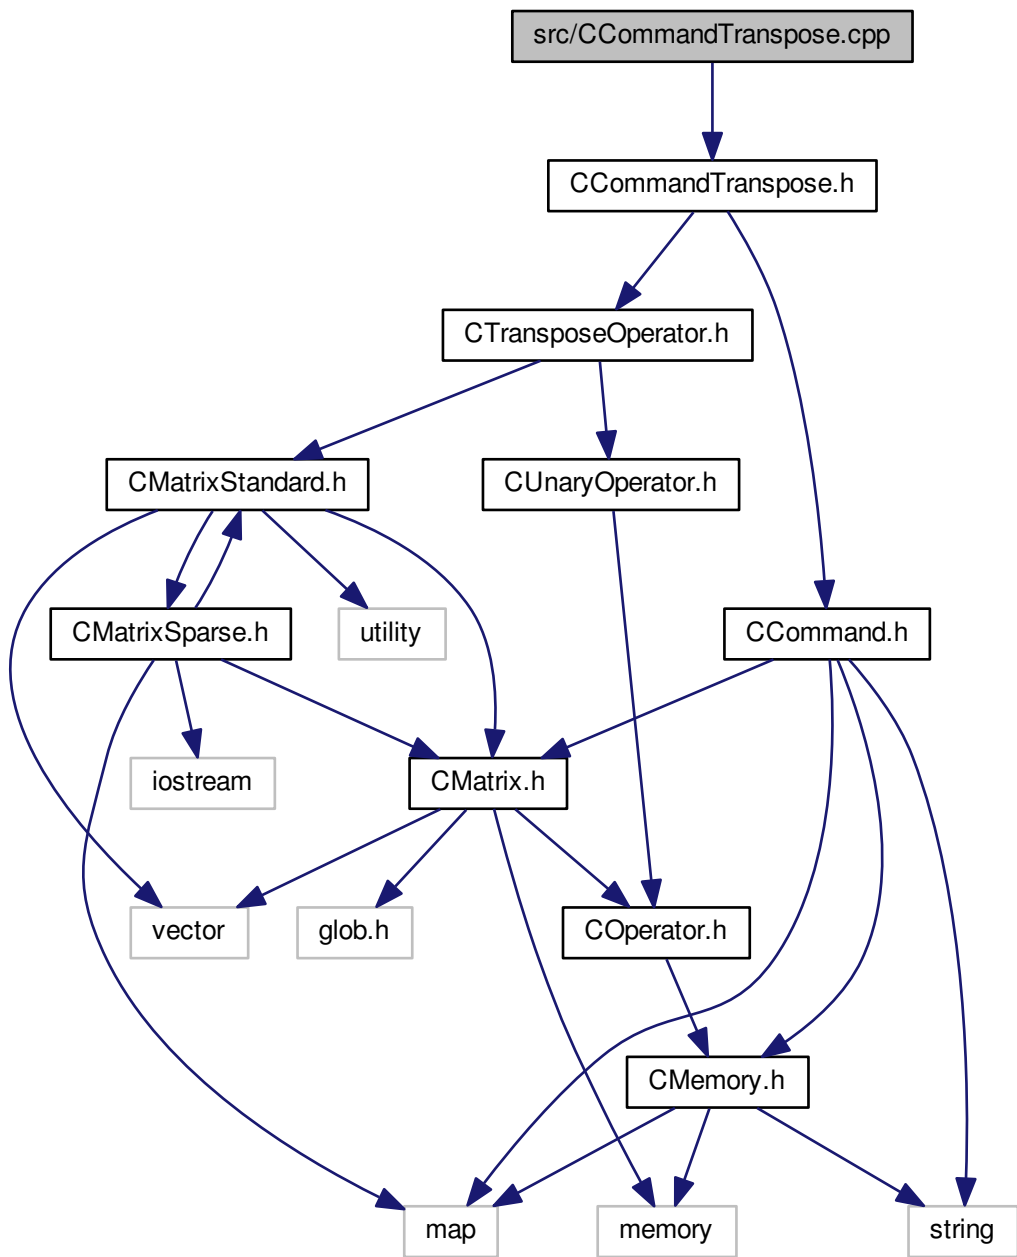 src/CCommandTranspose.cpp
CCommandTranspose.h
CTransposeOperator.h
CMatrixStandard.h
CUnaryOperator.h
CMatrixSparse.h
utility
CCommand.h
iostream
CMatrix.h
vector
glob.h
COperator.h
CMemory.h
map
memory
string